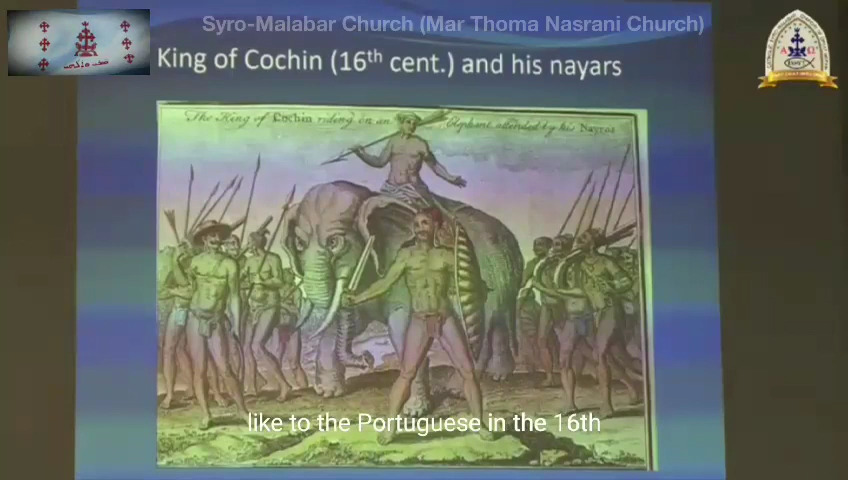 Syro-Malabar Church (Mar Thoma Nasrani Church)
King of Cochin (16th cent.) and his nayars
The King of Cochin riding on an Elephant attended by his Nayros
like to the Portuguese in the 16th